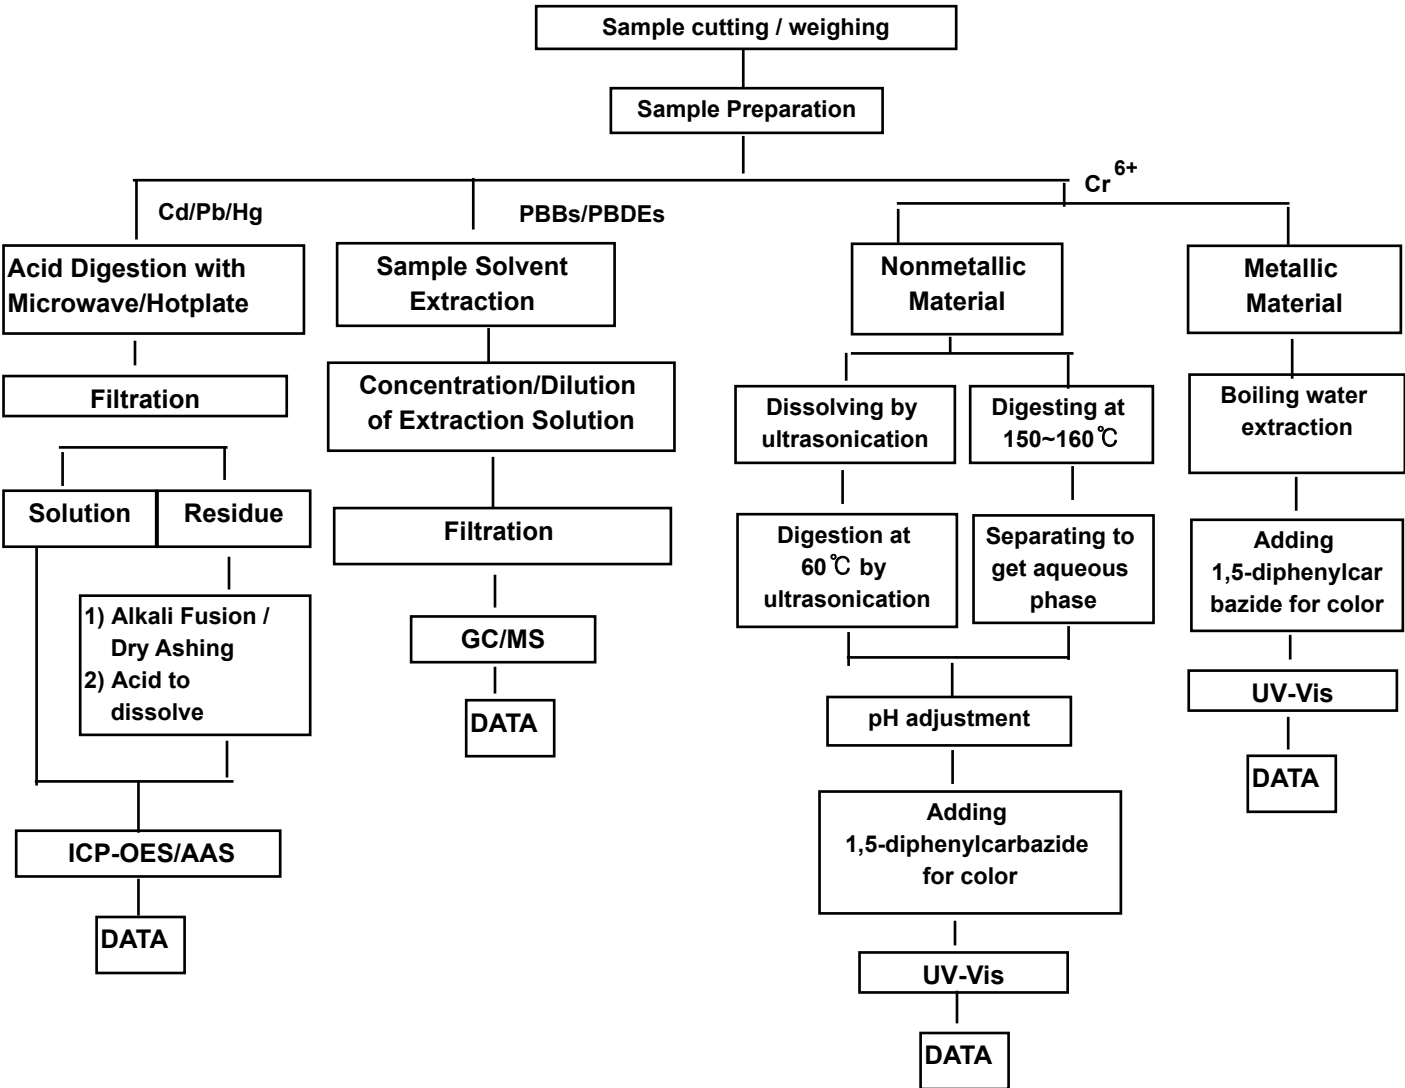 Sample cutting / weighing
Sample Preparation
Cr 6+
Cd/Pb/Hg
PBBs/PBDEs
Acid Digestion with
Microwave/Hotplate
Filtration
Solution
Residue
1) Alkali Fusion /
Dry Ashing
2) Acid to
dissolve
ICP-OES/AAS
DATA
Sample Solvent
Extraction
Concentration/Dilution
of Extraction Solution
Filtration
GC/MS
DATA
Nonmetallic
Material
Dissolving by
ultrasonication
Digestion at
60℃ by
ultrasonication
Digesting at
150~160℃
Separating to
get aqueous
phase
pH adjustment
Adding
1,5-diphenylcarbazide
for color
UV-Vis
DATA
Metallic
Material
Boiling water
extraction
Adding
1,5-diphenylcar
bazide for color
UV-Vis
DATA